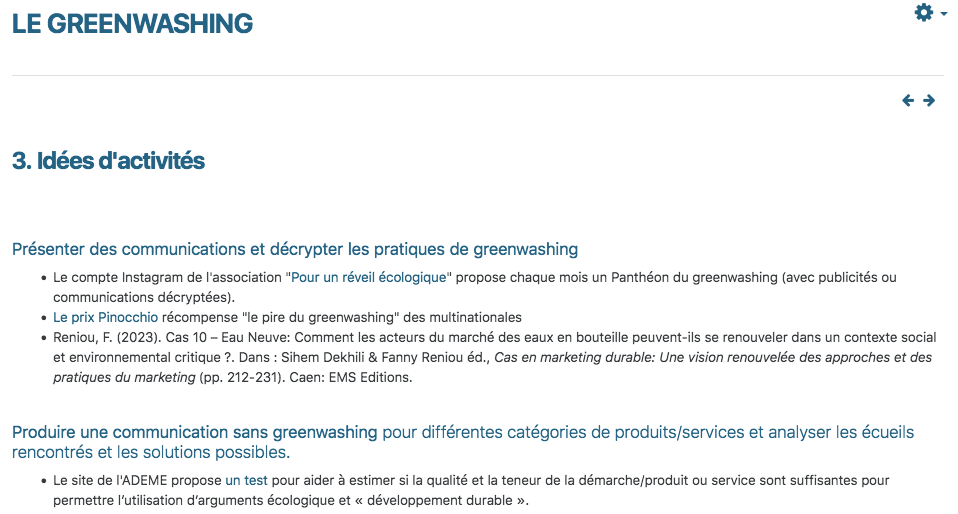 LE GREENWASHING
3. Idées d'activités
Présenter des communications et décrypter les pratiques de greenwashing
• Le compte Instagram de l'association "Pour un réveil écologique" propose chaque mois un Panthéon du greenwashing (avec publicités ou
communications décryptées).
• Le prix Pinocchio récompense "le pire du greenwashing" des multinationales
• Reniou, F. (2023). Cas 10 – Eau Neuve: Comment les acteurs du marché des eaux en bouteille peuvent-ils se renouveler dans un contexte social
et environnemental critique ?. Dans : Sihem Dekhili & Fanny Reniou éd., Cas en marketing durable: Une vision renouvelée des approches et des
pratiques du marketing (pp. 212-231). Caen: EMS Editions.
Produire une communication sans greenwashing pour différentes catégories de produits/services et analyser les écueils
rencontrés et les solutions possibles.
• Le site de l'ADEME propose un test pour aider à estimer si la qualité et la teneur de la démarche/produit ou service sont suffisantes pour
permettre l’utilisation d’arguments écologique et « développement durable ».